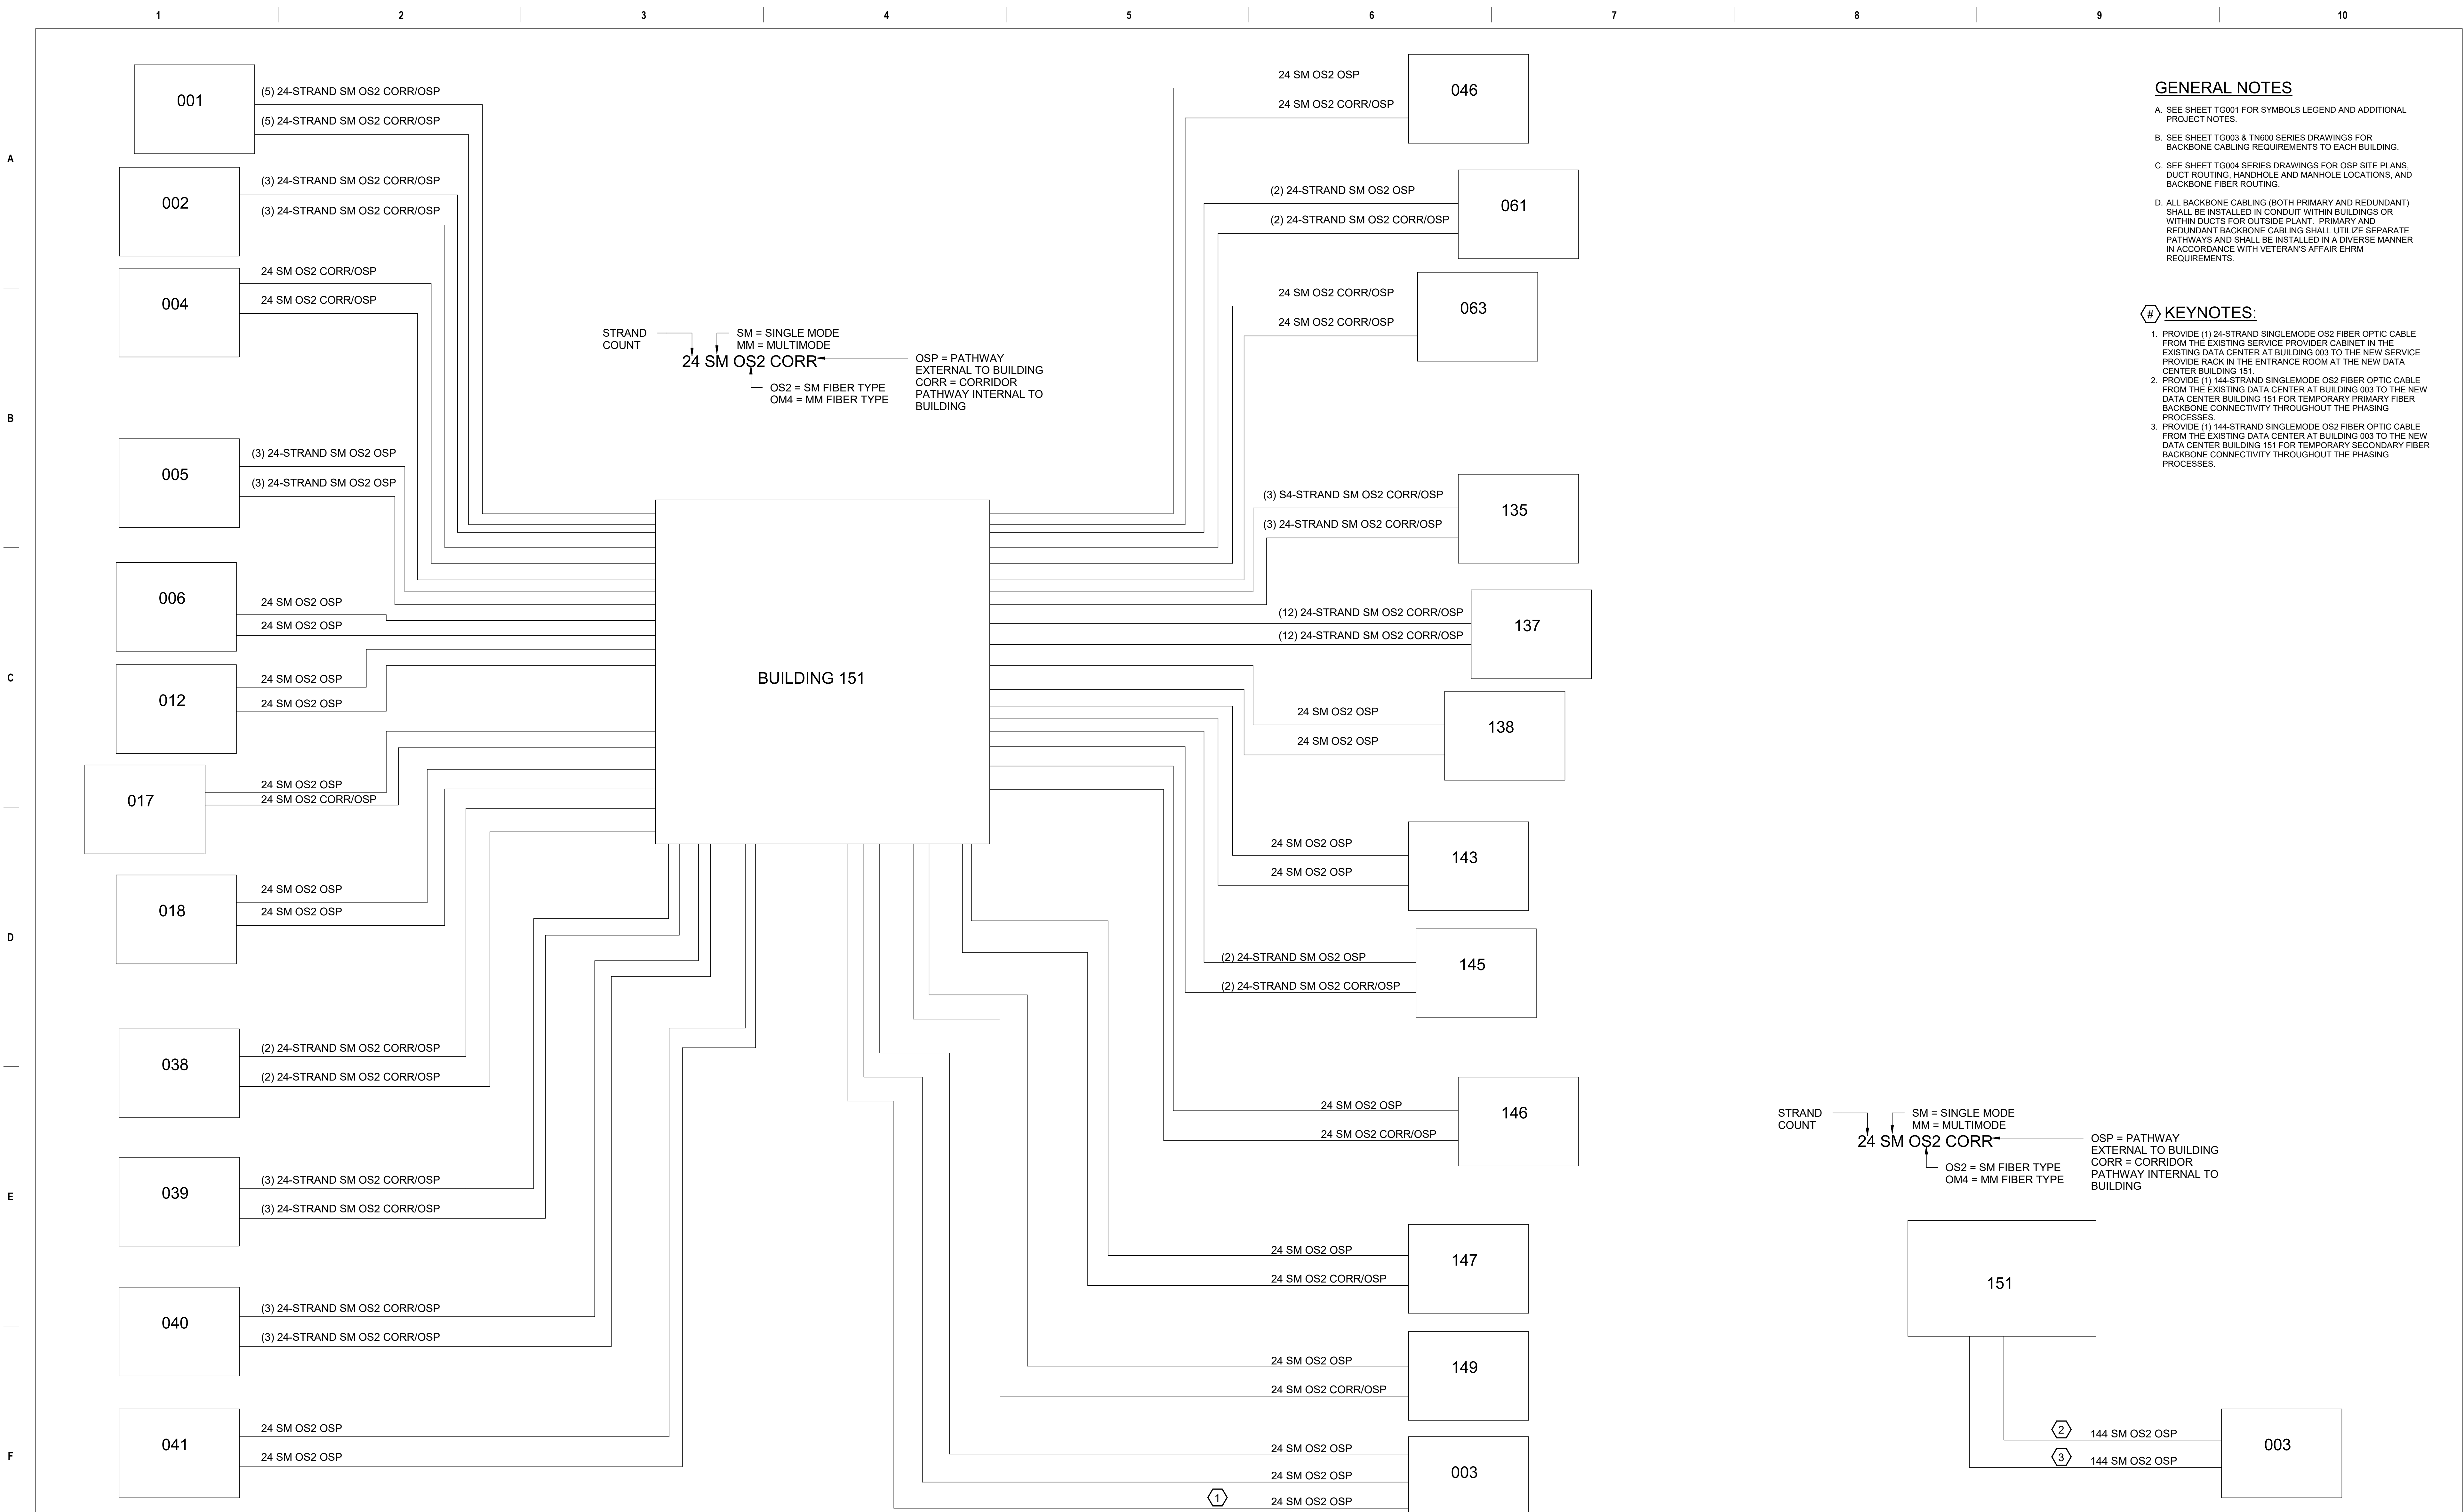 1 2 3 4 5 6 7 8 9 10
A
B
C
D
E
F
001
(5) 24-STRAND SM OS2 CORR/OSP
(5) 24-STRAND SM OS2 CORR/OSP
002
(3) 24-STRAND SM OS2 CORR/OSP
(3) 24-STRAND SM OS2 CORR/OSP
004
24 SM OS2 CORR/OSP
24 SM OS2 CORR/OSP
005
(3) 24-STRAND SM OS2 OSP
(3) 24-STRAND SM OS2 OSP
006
24 SM OS2 OSP
24 SM OS2 OSP
012
24 SM OS2 OSP
24 SM OS2 OSP
017
24 SM OS2 OSP
24 SM OS2 CORR/OSP
018
24 SM OS2 OSP
24 SM OS2 OSP
038
(2) 24-STRAND SM OS2 CORR/OSP
(2) 24-STRAND SM OS2 CORR/OSP
039
(3) 24-STRAND SM OS2 CORR/OSP
(3) 24-STRAND SM OS2 CORR/OSP
040
(3) 24-STRAND SM OS2 CORR/OSP
(3) 24-STRAND SM OS2 CORR/OSP
041
24 SM OS2 OSP
24 SM OS2 OSP
STRAND
COUNT
SM = SINGLE MODE
MM = MULTIMODE
24 SM OS2 CORR
OS2 = SM FIBER TYPE
OM4 = MM FIBER TYPE
OSP = PATHWAY
EXTERNAL TO BUILDING
CORR = CORRIDOR
PATHWAY INTERNAL TO
BUILDING
BUILDING 151
24 SM OS2 OSP
24 SM OS2 CORR/OSP
046
(2) 24-STRAND SM OS2 OSP
(2) 24-STRAND SM OS2 CORR/OSP
061
24 SM OS2 CORR/OSP
24 SM OS2 CORR/OSP
063
(3) S4-STRAND SM OS2 CORR/OSP
(3) 24-STRAND SM OS2 CORR/OSP
135
(12) 24-STRAND SM OS2 CORR/OSP
(12) 24-STRAND SM OS2 CORR/OSP
137
24 SM OS2 OSP
24 SM OS2 OSP
138
24 SM OS2 OSP
24 SM OS2 OSP
143
(2) 24-STRAND SM OS2 OSP
(2) 24-STRAND SM OS2 CORR/OSP
145
24 SM OS2 OSP
24 SM OS2 CORR/OSP
146
24 SM OS2 OSP
24 SM OS2 CORR/OSP
147
24 SM OS2 OSP
24 SM OS2 CORR/OSP
149
24 SM OS2 OSP
24 SM OS2 OSP
1 24 SM OS2 OSP
003
GENERAL NOTES
A. SEE SHEET TG001 FOR SYMBOLS LEGEND AND ADDITIONAL
PROJECT NOTES.
B. SEE SHEET TG003 & TN600 SERIES DRAWINGS FOR
BACKBONE CABLING REQUIREMENTS TO EACH BUILDING.
C. SEE SHEET TG004 SERIES DRAWINGS FOR OSP SITE PLANS,
DUCT ROUTING, HANDHOLE AND MANHOLE LOCATIONS, AND
BACKBONE FIBER ROUTING.
D. ALL BACKBONE CABLING (BOTH PRIMARY AND REDUNDANT)
SHALL BE INSTALLED IN CONDUIT WITHIN BUILDINGS OR
WITHIN DUCTS FOR OUTSIDE PLANT. PRIMARY AND
REDUNDANT BACKBONE CABLING SHALL UTILIZE SEPARATE
PATHWAYS AND SHALL BE INSTALLED IN A DIVERSE MANNER
IN ACCORDANCE WITH VETERAN'S AFFAIR EHRM
REQUIREMENTS.
# KEYNOTES:
1. PROVIDE (1) 24-STRAND SINGLEMODE OS2 FIBER OPTIC CABLE
FROM THE EXISTING SERVICE PROVIDER CABINET IN THE
EXISTING DATA CENTER AT BUILDING 003 TO THE NEW SERVICE
PROVIDE RACK IN THE ENTRANCE ROOM AT THE NEW DATA
CENTER BUILDING 151.
2. PROVIDE (1) 144-STRAND SINGLEMODE OS2 FIBER OPTIC CABLE
FROM THE EXISTING DATA CENTER AT BUILDING 003 TO THE NEW
DATA CENTER BUILDING 151 FOR TEMPORARY PRIMARY FIBER
BACKBONE CONNECTIVITY THROUGHOUT THE PHASING
PROCESSES.
3. PROVIDE (1) 144-STRAND SINGLEMODE OS2 FIBER OPTIC CABLE
FROM THE EXISTING DATA CENTER AT BUILDING 003 TO THE NEW
DATA CENTER BUILDING 151 FOR TEMPORARY SECONDARY FIBER
BACKBONE CONNECTIVITY THROUGHOUT THE PHASING
PROCESSES.
STRAND
COUNT
SM = SINGLE MODE
MM = MULTIMODE
24 SM OS2 CORR
OS2 = SM FIBER TYPE
OM4 = MM FIBER TYPE
OSP = PATHWAY
EXTERNAL TO BUILDING
CORR = CORRIDOR
PATHWAY INTERNAL TO
BUILDING
151
2 144 SM OS2 OSP
3 144 SM OS2 OSP
003